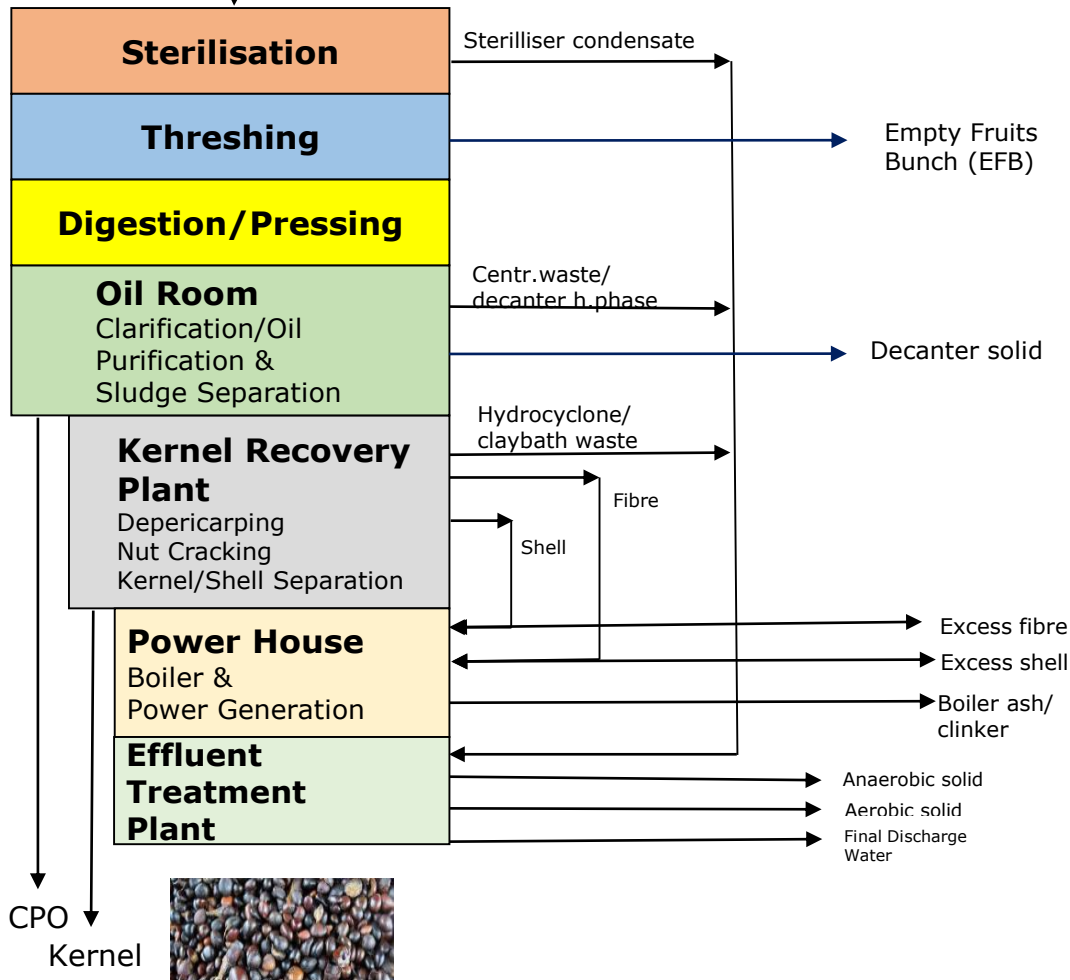 Sterilisation
Sterilliser condensate
Threshing
Empty Fruits
Bunch (EFB)
Digestion/Pressing
Oil Room
Clarification/Oil
Purification &
Sludge Separation
Centr.waste/
decanter h.phase
Decanter solid
Kernel Recovery
Plant
Depericarping
Nut Cracking
Kernel/Shell Separation
Hydrocyclone/
claybath waste
Fibre
Shell
Power House
Boiler &
Power Generation
Excess fibre
Excess shell
Boiler ash/
clinker
Effluent
Treatment
Plant
Anaerobic solid
Aerobic solid
Final Discharge
Water
CPO
Kernel